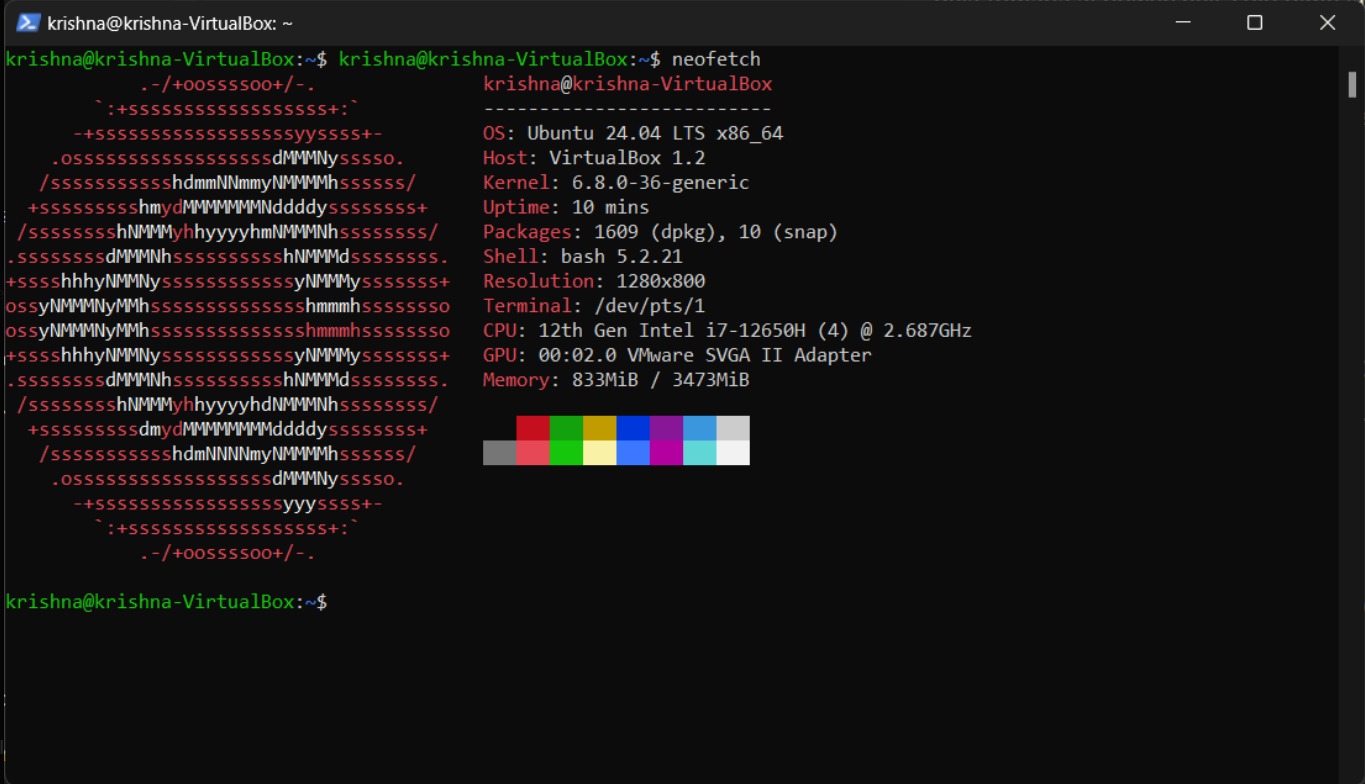 krishna@krishna-VirtualBox: ~
krishna@krishna-VirtualBox:~$ krishna@krishna-VirtualBox:~$ neofetch
            .-/+oossssoo+/-.               krishna@krishna-VirtualBox
        `:+ssssssssssssssssss+:`           --------------------------
      -+ssssssssssssssssssyyssss+-         OS: Ubuntu 24.04 LTS x86_64
    .ossssssssssssssssssdMMMNysssso.       Host: VirtualBox 1.2
   /ssssssssssshdmmNNmmyNMMMMhssssss/      Kernel: 6.8.0-36-generic
  +ssssssssshmydMMMMMMMNddddyssssssss+     Uptime: 10 mins
 /sssssssshNMMMyhhyyyyhmNMMMNhssssssss/    Packages: 1609 (dpkg), 10 (snap)
.ssssssssdMMMNhsssssssssshNMMMdssssssss.   Shell: bash 5.2.21
+sssshhhyNMMNyssssssssssssyNMMMysssssss+   Resolution: 1280x800
ossyNMMMNyMMhsssssssssssssshmmmhssssssso   Terminal: /dev/pts/1
ossyNMMMNyMMhsssssssssssssshmmmhssssssso   CPU: 12th Gen Intel i7-12650H (4) @ 2.687GHz
+sssshhhyNMMNyssssssssssssyNMMMysssssss+   GPU: 00:02.0 VMware SVGA II Adapter
.ssssssssdMMMNhsssssssssshNMMMdssssssss.   Memory: 833MiB / 3473MiB
 /sssssssshNMMMyhhyyyyhdNMMMNhssssssss/
  +sssssssssdmydMMMMMMMMddddyssssssss+
   /ssssssssssshdmNNNNmyNMMMMhssssss/
    .ossssssssssssssssssdMMMNysssso.
      -+sssssssssssssssssyyyssss+-
        `:+ssssssssssssssssss+:`
            .-/+oossssoo+/-.
krishna@krishna-VirtualBox:~$